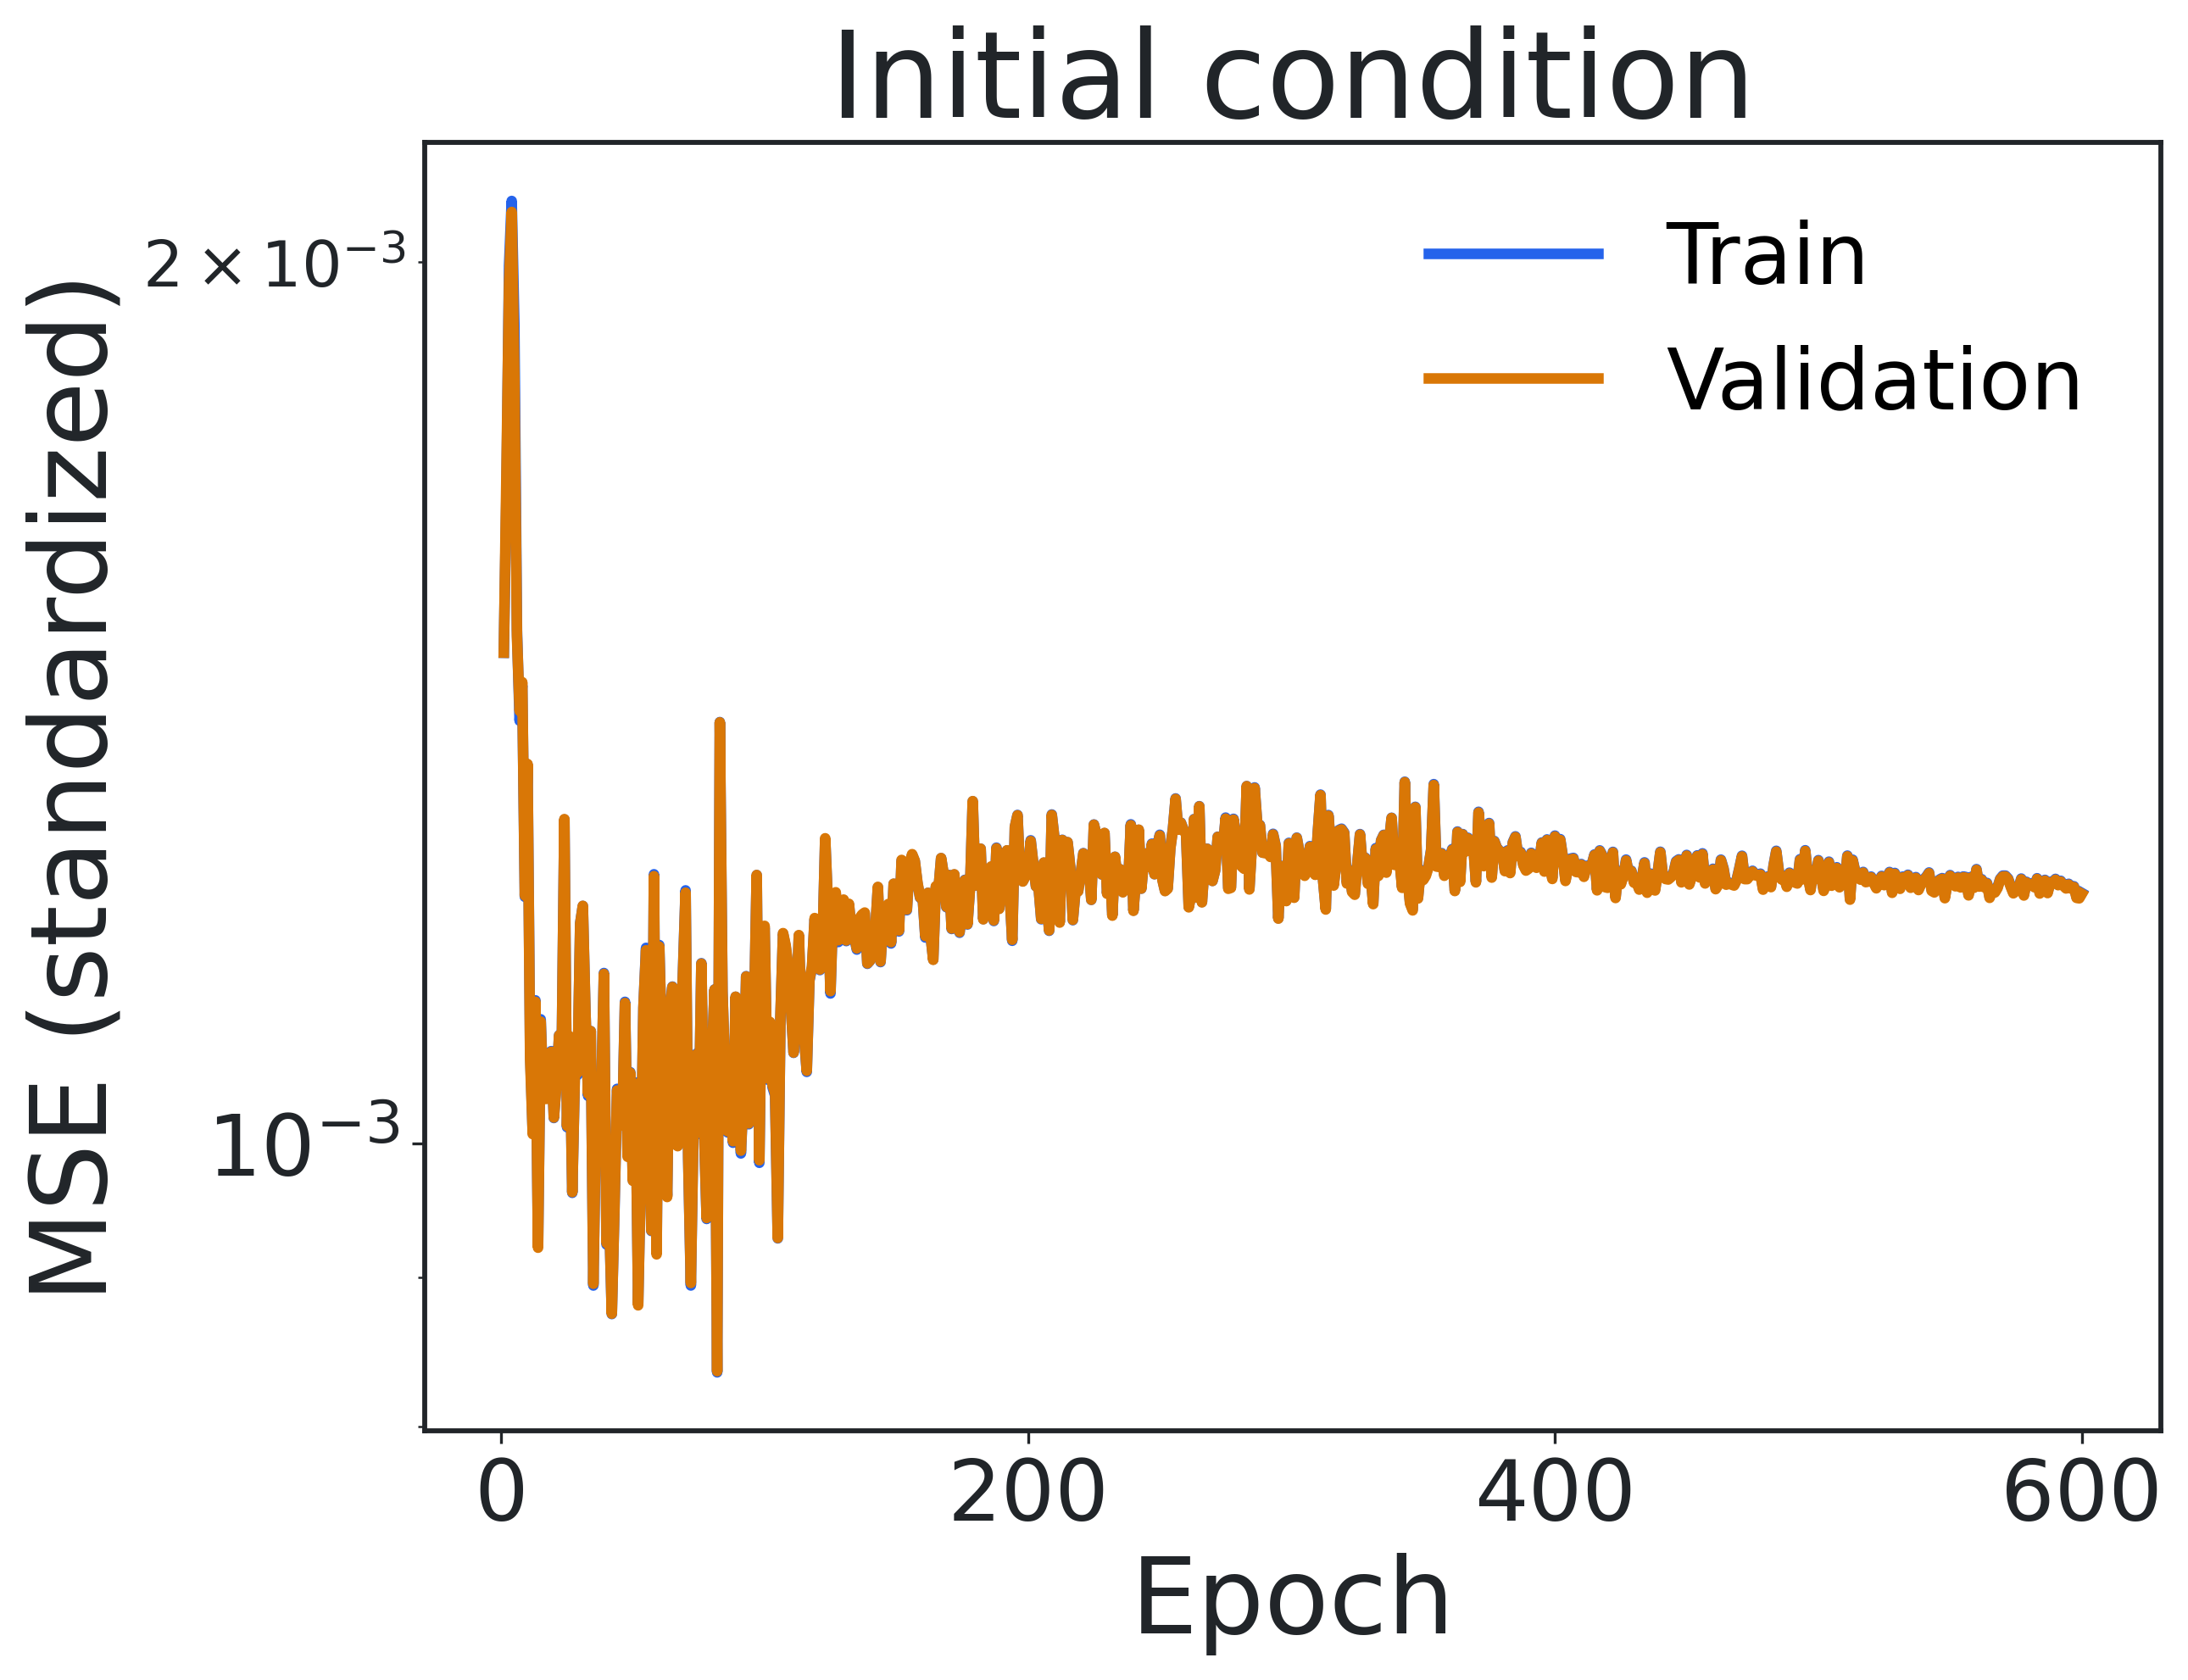 Initial condition
MSE (standardized)
2 × 10⁻³
10⁻³
Train
Validation
0 200 400 600
Epoch